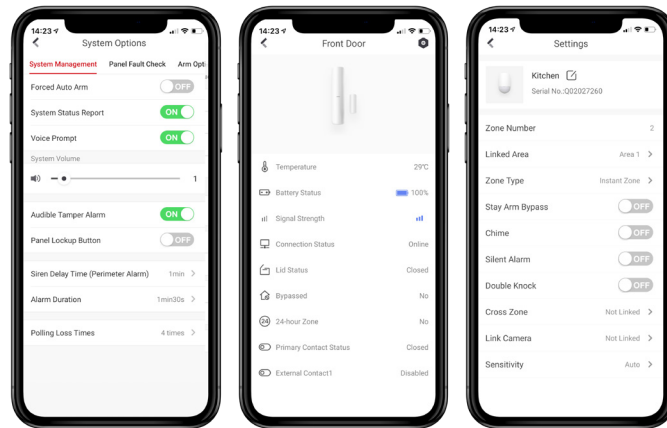 14:23
System Options
System Management Panel Fault Check Arm Opti
Forced Auto Arm OFF
System Status Report ON
Voice Prompt ON
System Volume
1
Audible Tamper Alarm ON
Panel Lockup Button OFF
Siren Delay Time (Perimeter Alarm) 1min
Alarm Duration 1min30s
Polling Loss Times 4 times
14:23
Front Door
Temperature 29℃
Battery Status 100%
Signal Strength
Connection Status Online
Lid Status Closed
Bypassed No
24 24-hour Zone No
Primary Contact Status Closed
External Contact1 Disabled
14:23
Settings
Kitchen
Serial No.:Q02027260
Zone Number 2
Linked Area Area 1
Zone Type Instant Zone
Stay Arm Bypass OFF
Chime OFF
Silent Alarm OFF
Double Knock OFF
Cross Zone Not Linked
Link Camera Not Linked
Sensitivity Auto